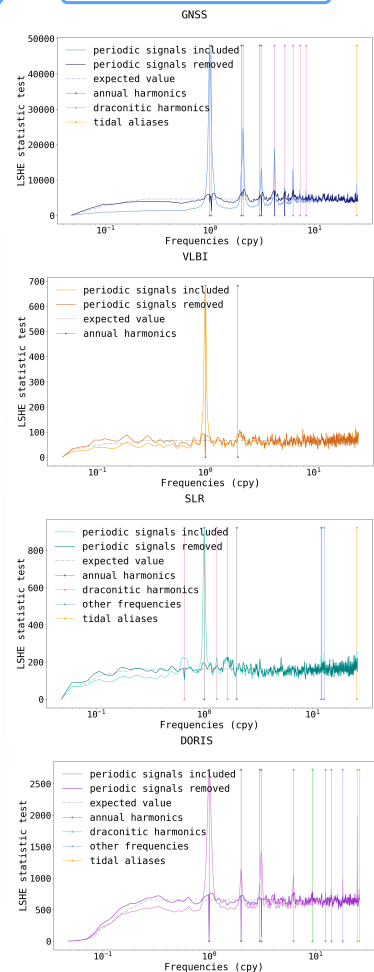 GNSS
50000
40000
30000
20000
10000
0
LSHE statistic test
periodic signals included
periodic signals removed
expected value
annual harmonics
draconitic harmonics
tidal aliases
10⁻¹ 10⁰ 10¹
Frequencies (cpy)
VLBI
700
600
500
400
300
200
100
0
LSHE statistic test
periodic signals included
periodic signals removed
expected value
annual harmonics
10⁻¹ 10⁰ 10¹
Frequencies (cpy)
SLR
800
600
400
200
0
LSHE statistic test
periodic signals included
periodic signals removed
expected value
annual harmonics
draconitic harmonics
other frequencies
tidal aliases
10⁻¹ 10⁰ 10¹
Frequencies (cpy)
DORIS
2500
2000
1500
1000
500
0
LSHE statistic test
periodic signals included
periodic signals removed
expected value
annual harmonics
draconitic harmonics
other frequencies
tidal aliases
10⁻¹ 10⁰ 10¹
Frequencies (cpy)